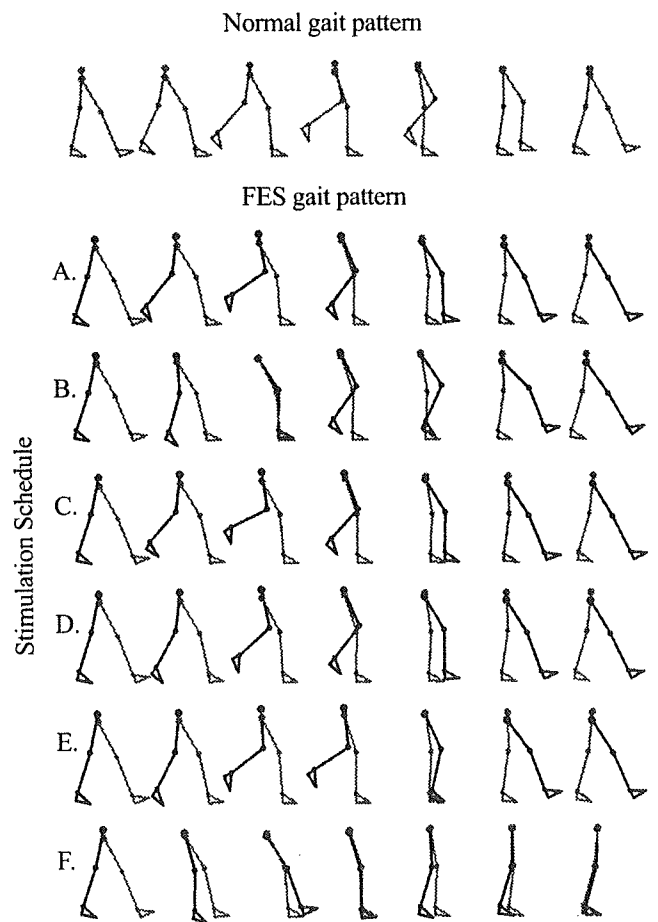 Normal gait pattern
FES gait pattern
A.
B.
C.
D.
E.
F.
Stimulation Schedule